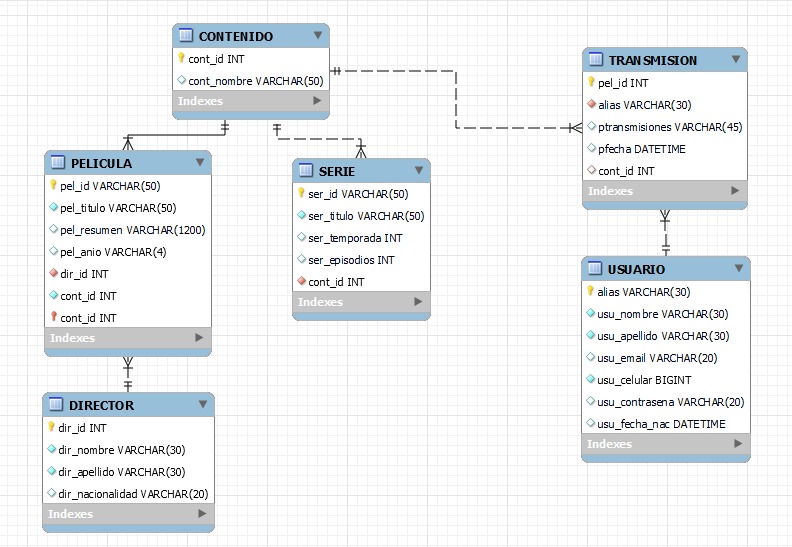 CONTENIDO
cont_id INT
cont_nombre VARCHAR(50)
Indexes
PELICULA
pel_id VARCHAR(50)
pel_titulo VARCHAR(50)
pel_resumen VARCHAR(1200)
pel_anio VARCHAR(4)
dir_id INT
cont_id INT
cont_id INT
Indexes
DIRECTOR
dir_id INT
dir_nombre VARCHAR(30)
dir_apellido VARCHAR(30)
dir_nacionalidad VARCHAR(20)
Indexes
SERIE
ser_id VARCHAR(50)
ser_titulo VARCHAR(50)
ser_temporada INT
ser_episodios INT
cont_id INT
Indexes
TRANSMISION
pel_id INT
alias VARCHAR(30)
ptransmisiones VARCHAR(45)
pfecha DATETIME
cont_id INT
Indexes
USUARIO
alias VARCHAR(30)
usu_nombre VARCHAR(30)
usu_apellido VARCHAR(30)
usu_email VARCHAR(20)
usu_celular BIGINT
usu_contrasena VARCHAR(20)
usu_fecha_nac DATETIME
Indexes